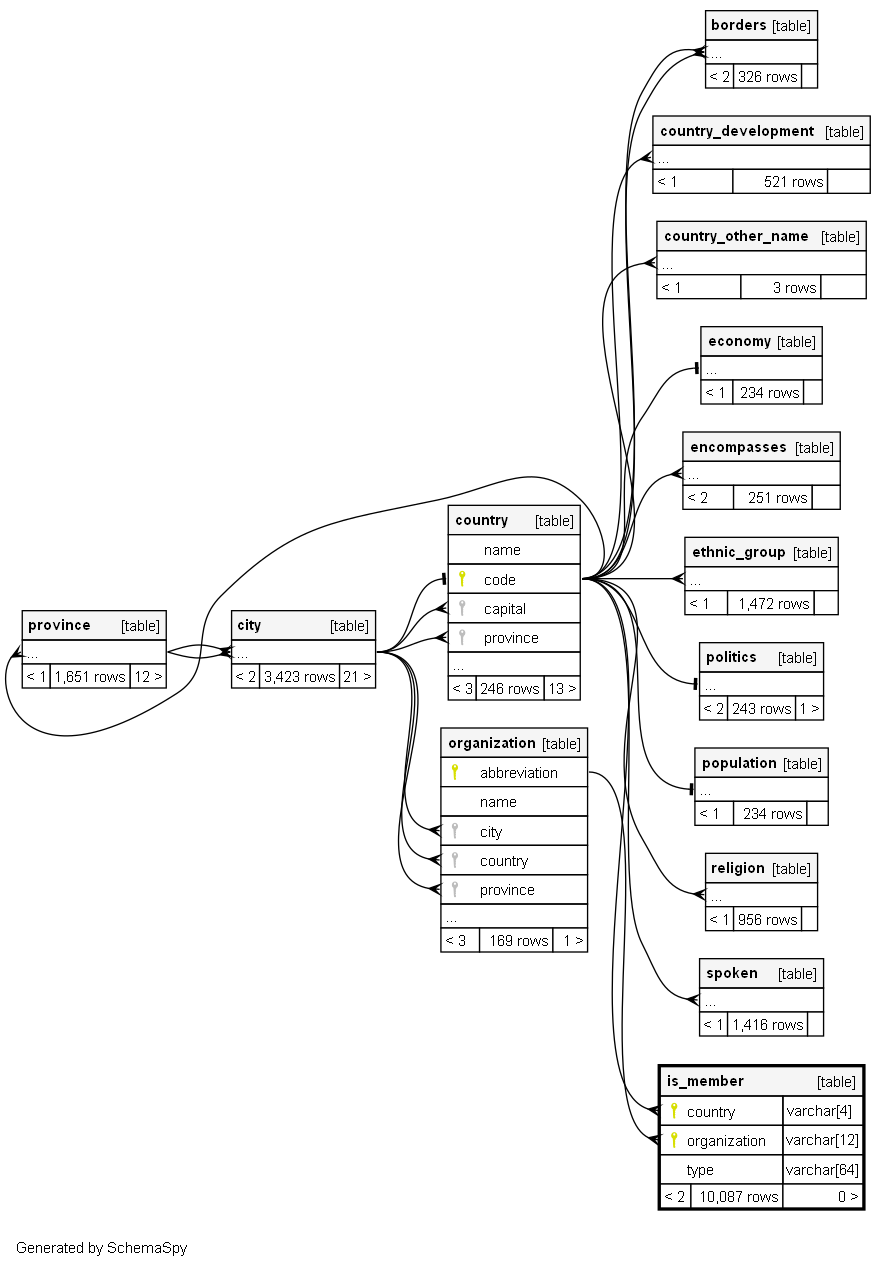 borders [table]
...
< 2 326 rows
country_development [table]
...
< 1 521 rows
country_other_name [table]
...
< 1 3 rows
economy [table]
...
< 1 234 rows
encompasses [table]
...
< 2 251 rows
country [table]
name
code
capital
province
...
< 3 246 rows 13 >
ethnic_group [table]
...
< 1 1,472 rows
province [table]
...
< 1 1,651 rows 12 >
city [table]
...
< 2 3,423 rows 21 >
politics [table]
...
< 2 243 rows 1 >
organization [table]
abbreviation
name
city
country
province
...
< 3 169 rows 1 >
population [table]
...
< 1 234 rows
religion [table]
...
< 1 956 rows
spoken [table]
...
< 1 1,416 rows
is_member [table]
country varchar[4]
organization varchar[12]
type varchar[64]
< 2 10,087 rows 0 >
Generated by SchemaSpy